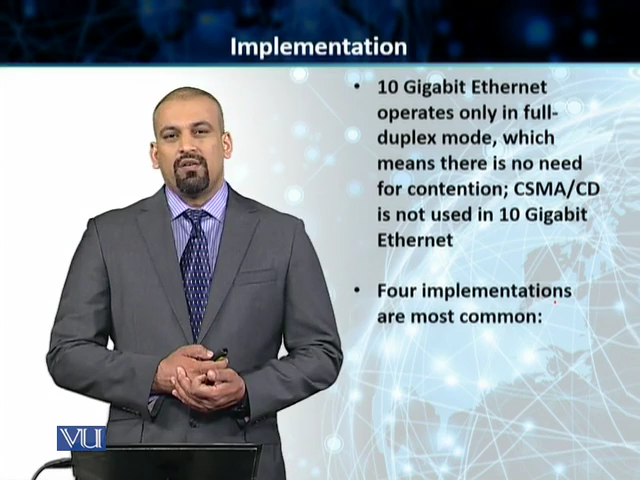 Implementation
• 10 Gigabit Ethernet
operates only in full-
duplex mode, which
means there is no need
for contention; CSMA/CD
is not used in 10 Gigabit
Ethernet
• Four implementations
are most common:
VU